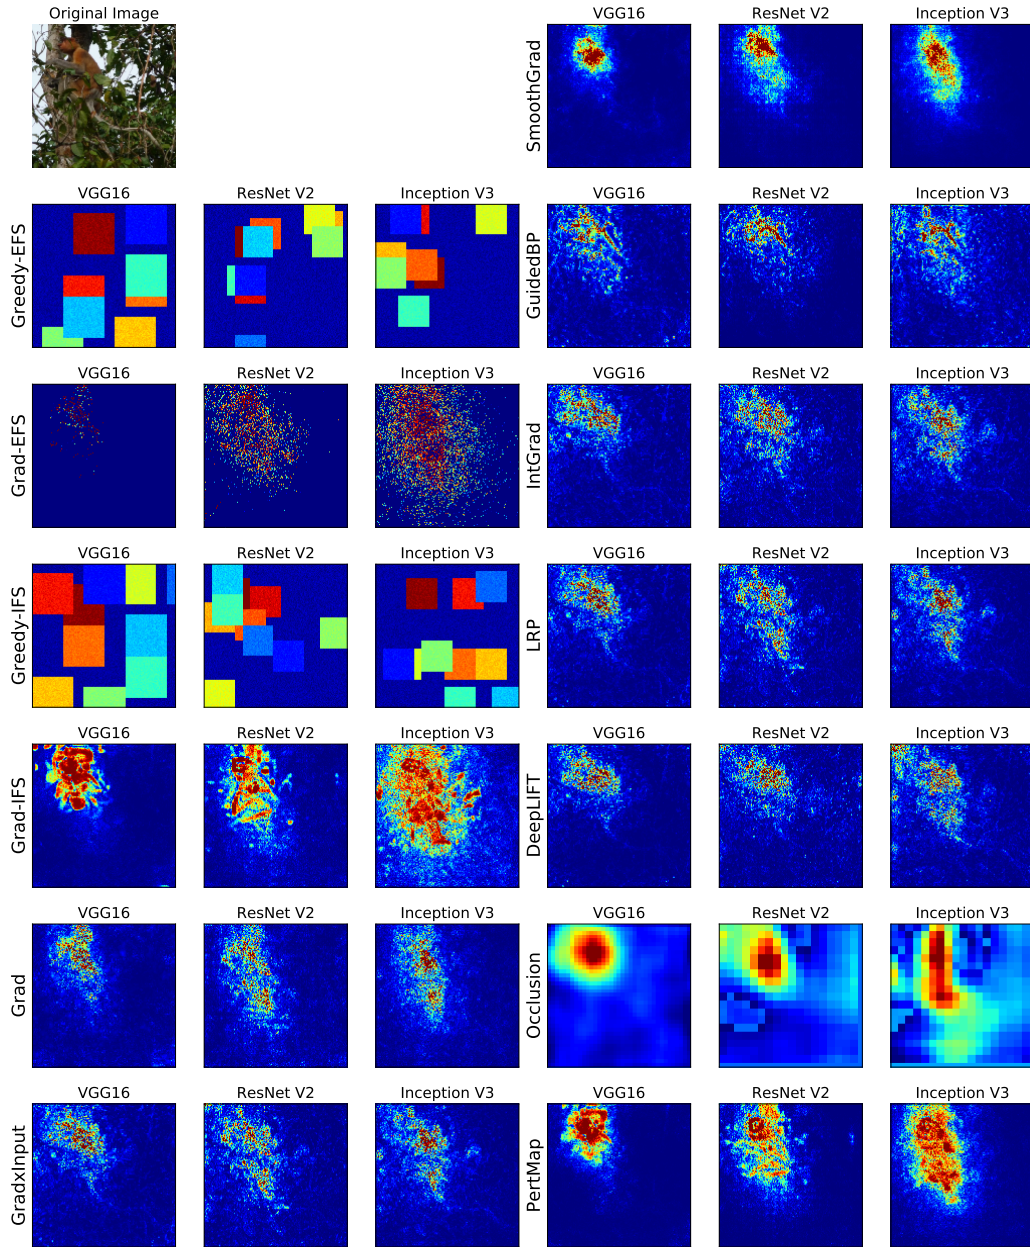 Original Image
VGG16 ResNet V2 Inception V3
SmoothGrad
VGG16 ResNet V2 Inception V3 VGG16 ResNet V2 Inception V3
Greedy-EFS GuidedBP
VGG16 ResNet V2 Inception V3 VGG16 ResNet V2 Inception V3
Grad-EFS IntGrad
VGG16 ResNet V2 Inception V3 VGG16 ResNet V2 Inception V3
Greedy-IFS LRP
VGG16 ResNet V2 Inception V3 VGG16 ResNet V2 Inception V3
Grad-IFS DeepLIFT
VGG16 ResNet V2 Inception V3 VGG16 ResNet V2 Inception V3
Grad Occlusion
VGG16 ResNet V2 Inception V3 VGG16 ResNet V2 Inception V3
GradxInput PertMap